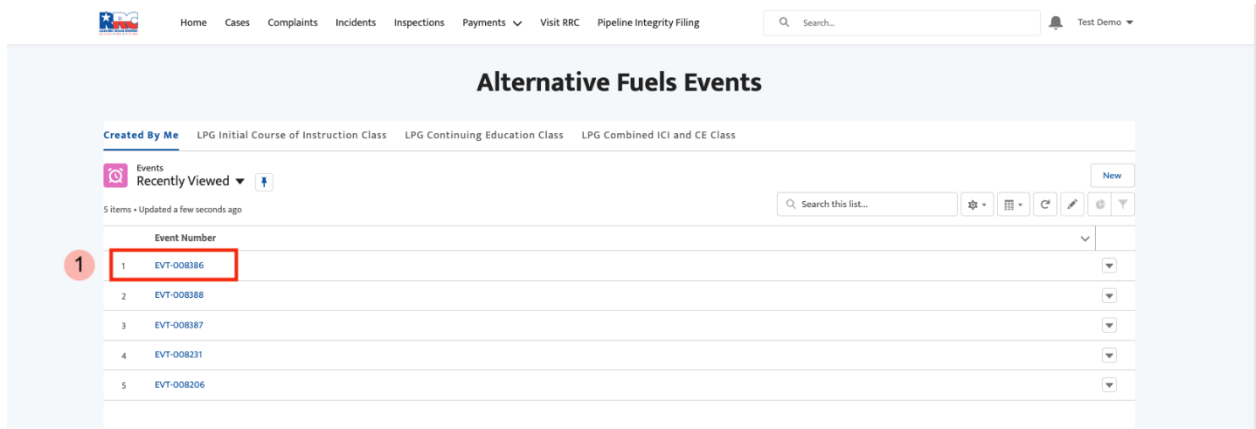 RRC Home Cases Complaints Incidents Inspections Payments Visit RRC Pipeline Integrity Filing Search... Test Demo
Alternative Fuels Events
Created By Me LPG Initial Course of Instruction Class LPG Continuing Education Class LPG Combined ICI and CE Class
Events
Recently Viewed New
5 items • Updated a few seconds ago Search this list...
Event Number
1 1 EVT-008386
2 EVT-008388
3 EVT-008387
4 EVT-008231
5 EVT-008206